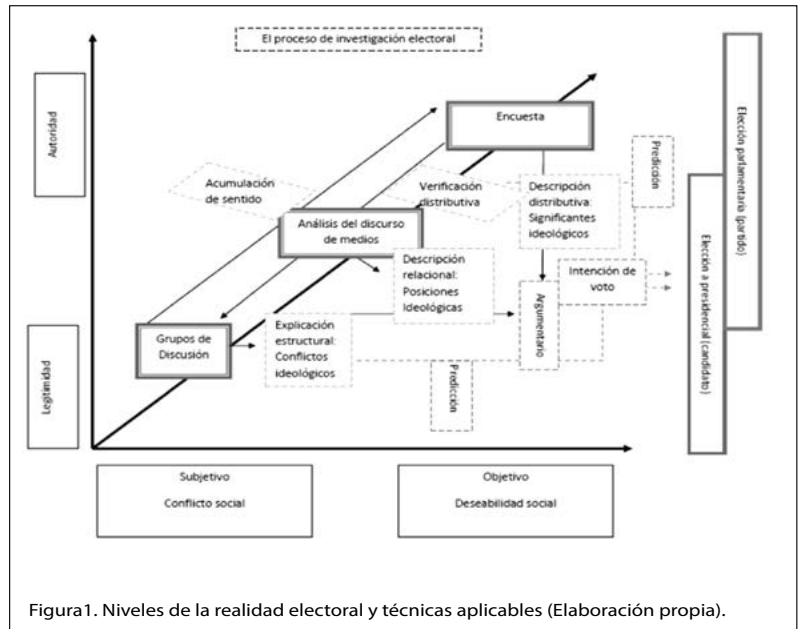 El proceso de investigación electoral
Autoridad
Legitimidad
Encuesta
Acumulación
de sentido
Verificación
distributiva
Descripción
distributiva:
Significantes
ideológicos
Predicción
Análisis del discurso
de medios
Descripción
relacional:
Posiciones
Ideológicas
Intención de
voto
Argumentario
Grupos de
Discusión
Explicación
estructural:
Conflictos
ideológicos
Predicción
Elección parlamentaria (partido)
Elección a presidencial (candidato)
Subjetivo
Conflicto social
Objetivo
Deseabilidad social
Figura1. Niveles de la realidad electoral y técnicas aplicables (Elaboración propia).